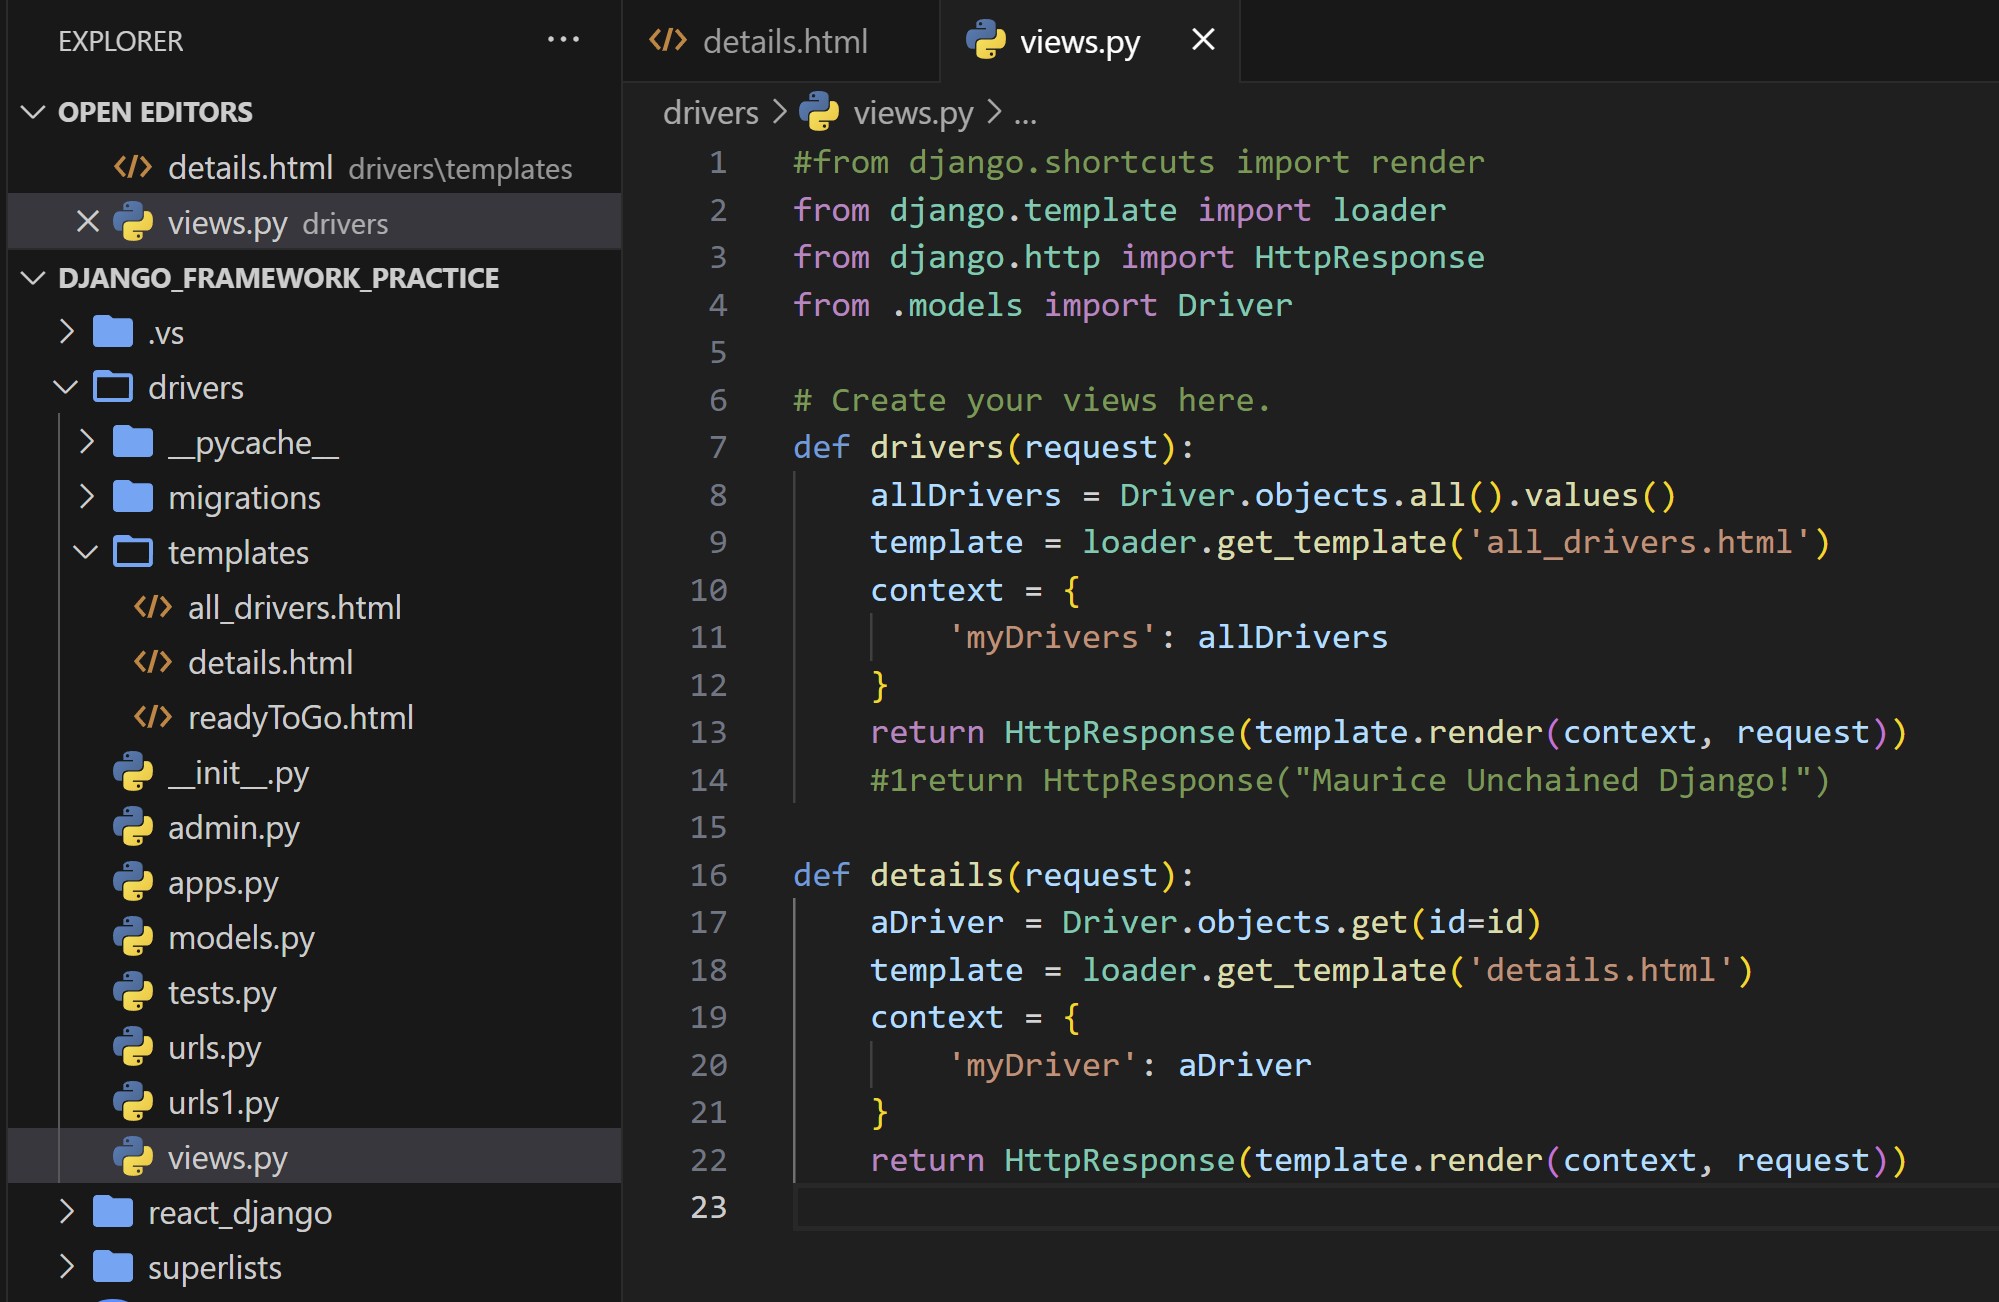 EXPLORER ...
OPEN EDITORS
details.html drivers\templates
views.py drivers
DJANGO_FRAMEWORK_PRACTICE
.vs
drivers
__pycache__
migrations
templates
all_drivers.html
details.html
readyToGo.html
__init__.py
admin.py
apps.py
models.py
tests.py
urls.py
urls1.py
views.py
react_django
superlists
details.html views.py
drivers > views.py > ...
1 #from django.shortcuts import render
2 from django.template import loader
3 from django.http import HttpResponse
4 from .models import Driver
5
6 # Create your views here.
7 def drivers(request):
8     allDrivers = Driver.objects.all().values()
9     template = loader.get_template('all_drivers.html')
10     context = {
11         'myDrivers': allDrivers
12     }
13     return HttpResponse(template.render(context, request))
14     #1return HttpResponse("Maurice Unchained Django!")
15
16 def details(request):
17     aDriver = Driver.objects.get(id=id)
18     template = loader.get_template('details.html')
19     context = {
20         'myDriver': aDriver
21     }
22     return HttpResponse(template.render(context, request))
23